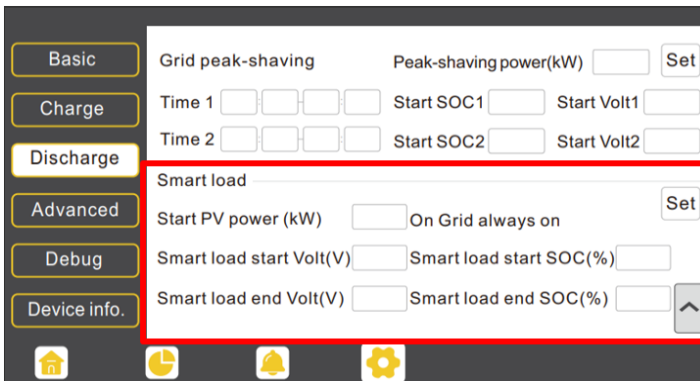 Basic
Charge
Discharge
Advanced
Debug
Device info.
Grid peak-shaving Peak-shaving power(kW) Set
Time 1 : - : Start SOC1 Start Volt1
Time 2 : - : Start SOC2 Start Volt2
Smart load
Set
Start PV power (kW) On Grid always on
Smart load start Volt(V) Smart load start SOC(%)
Smart load end Volt(V) Smart load end SOC(%)